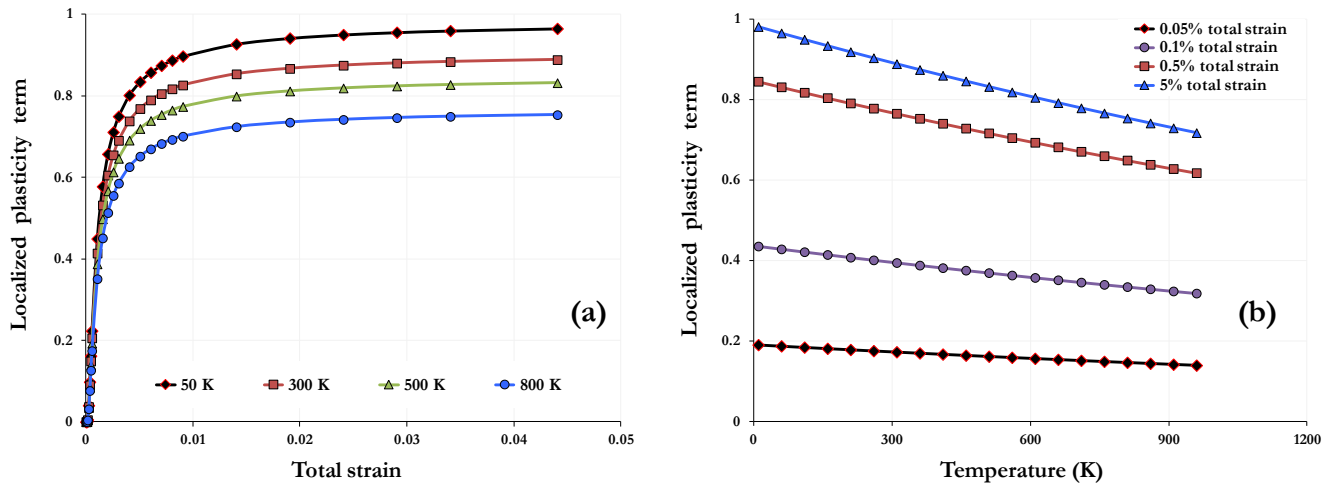 1
0.8
0.6
0.4
0.2
0
0
0.01
0.02
0.03
0.04
0.05
Localized plasticity term
Total strain
(a)
50 K
300 K
500 K
800 K
1
0.8
0.6
0.4
0.2
0
0
300
600
900
1200
Localized plasticity term
Temperature (K)
(b)
0.05% total strain
0.1% total strain
0.5% total strain
5% total strain